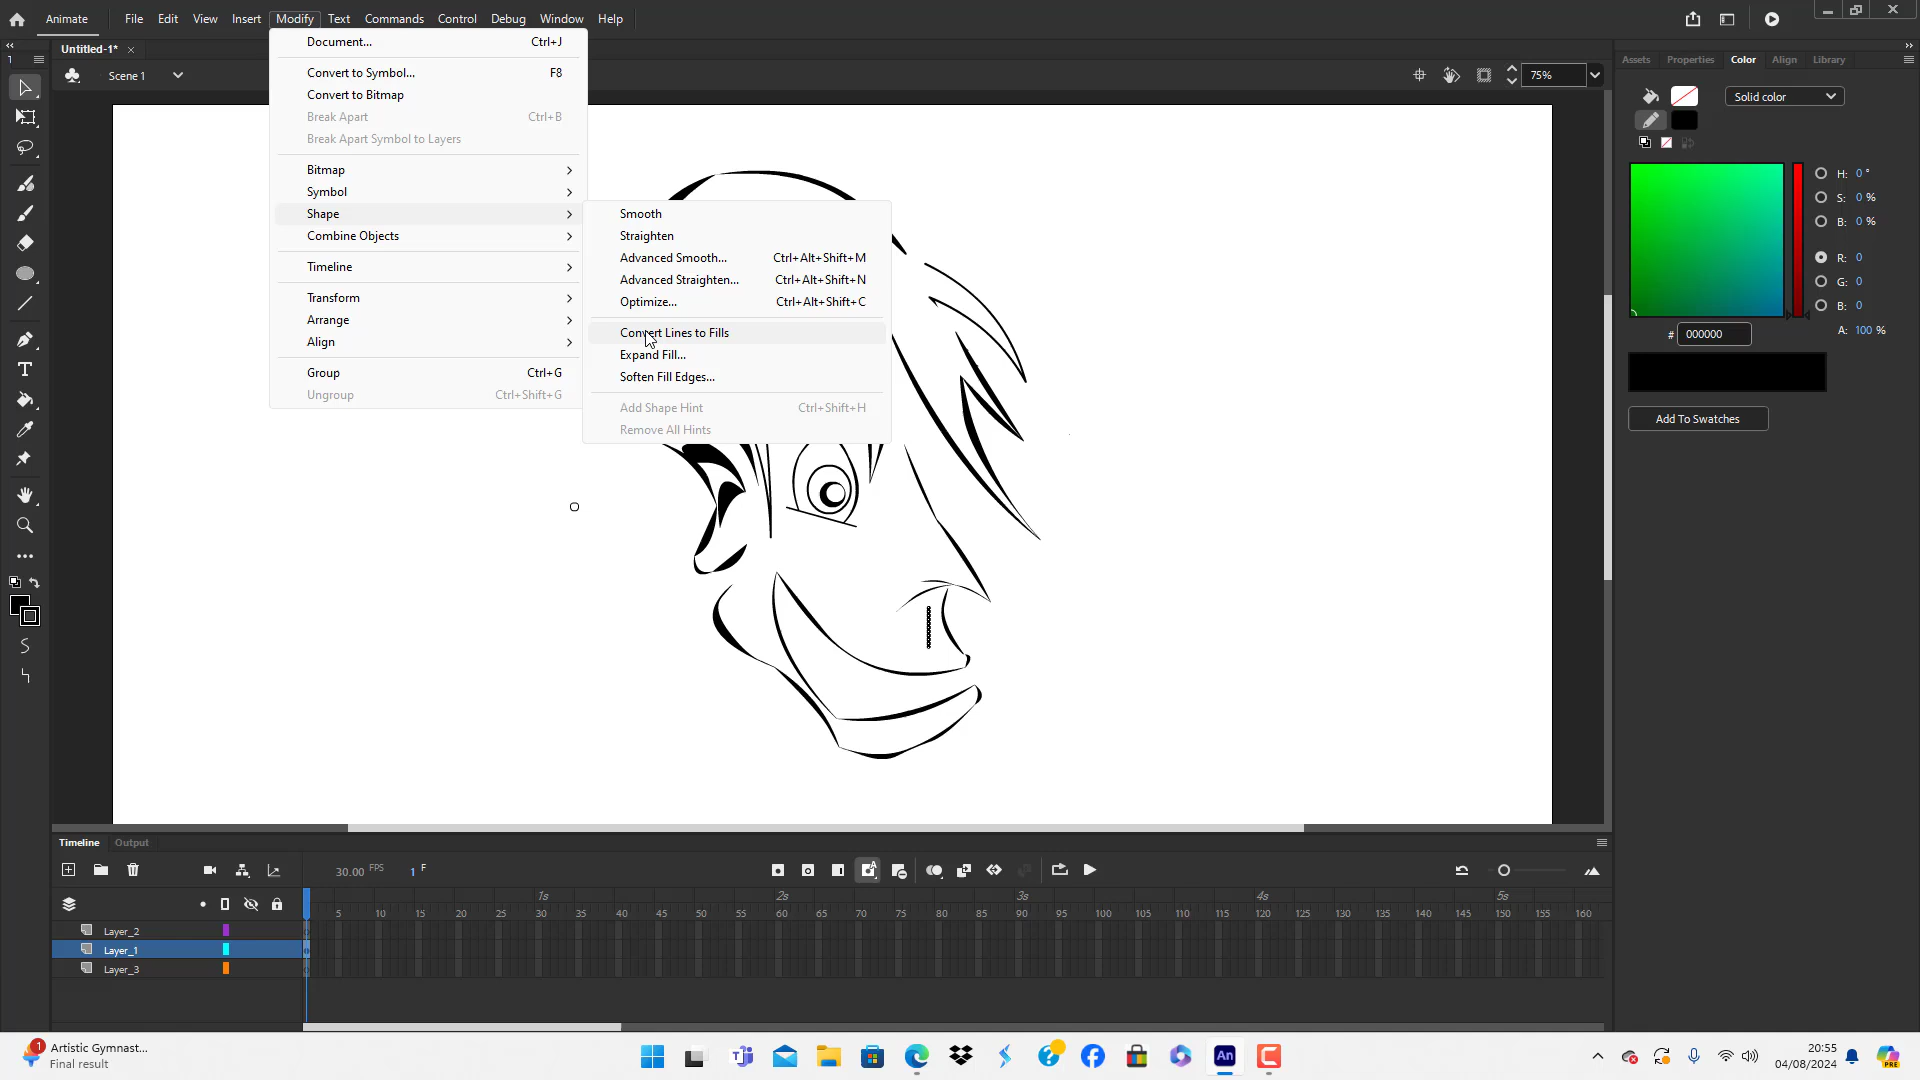 Animate File Edit View Insert Modify Text Commands Control Debug Window Help
Untitled-1* ×
Scene 1
75%
Document... Ctrl+J
Convert to Symbol... F8
Convert to Bitmap
Break Apart Ctrl+B
Break Apart Symbol to Layers
Bitmap
Symbol
Shape
Combine Objects
Timeline
Transform
Arrange
Align
Group Ctrl+G
Ungroup Ctrl+Shift+G
Smooth
Straighten
Advanced Smooth... Ctrl+Alt+Shift+M
Advanced Straighten... Ctrl+Alt+Shift+N
Optimize... Ctrl+Alt+Shift+C
Convert Lines to Fills
Expand Fill...
Soften Fill Edges...
Add Shape Hint Ctrl+Shift+H
Remove All Hints
Assets Properties Color Align Library
Solid color
H: 0 °
S: 0 %
B: 0 %
R: 0
G: 0
B: 0
A: 100 %
# 000000
Add To Swatches
Timeline Output
30.00 FPS 1 F
1s 2s 3s 4s 5s
5 10 15 20 25 30 35 40 45 50 55 60 65 70 75 80 85 90 95 100 105 110 115 120 125 130 135 140 145 150 155 160
Layer_2
Layer_1
Layer_3
1 Artistic Gymnast...
Final result
An
20:55
04/08/2024
PRE